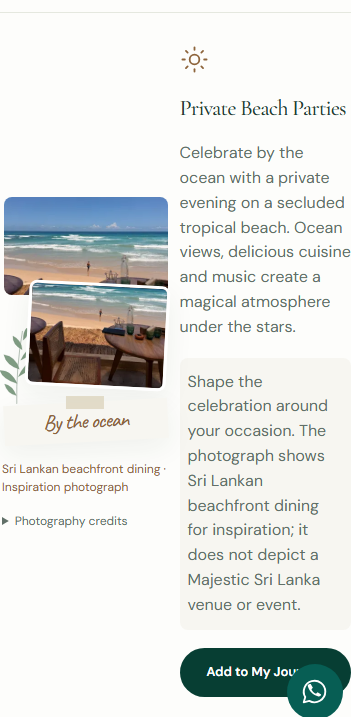 Private Beach Parties
Celebrate by the
ocean with a private
evening on a secluded
tropical beach. Ocean
views, delicious cuisine
and music create a
magical atmosphere
under the stars.
By the ocean
Sri Lankan beachfront dining ·
Inspiration photograph
Photography credits
Shape the
celebration around
your occasion. The
photograph shows
Sri Lankan
beachfront dining
for inspiration; it
does not depict a
Majestic Sri Lanka
venue or event.
Add to My